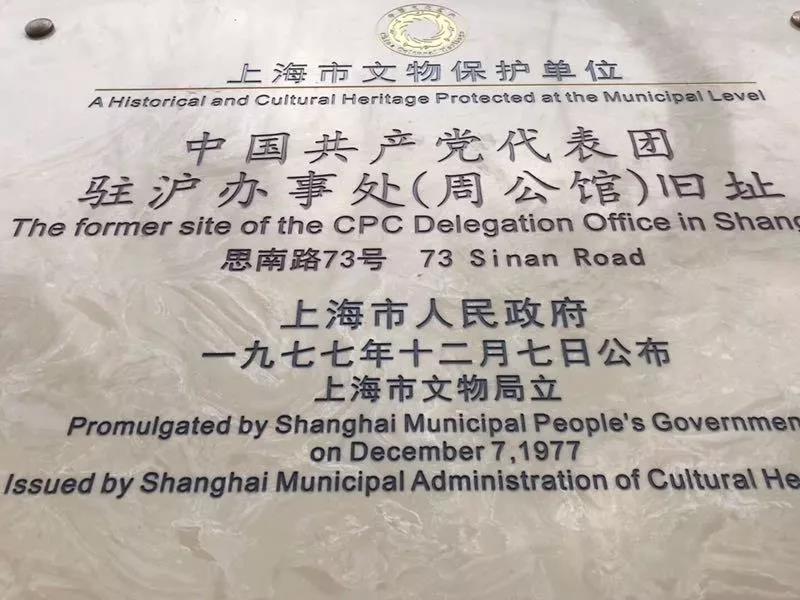 上海市文物保护单位
A Historical and Cultural Heritage Protected at the Municipal Level
中国共产党代表团
驻沪办事处(周公馆)旧址
The former site of the CPC Delegation Office in Shang
思南路73号 73 Sinan Road
上海市人民政府
一九七七年十二月七日公布
上海市文物局立
Promulgated by Shanghai Municipal People's Governmen
on December 7,1977
Issued by Shanghai Municipal Administration of Cultural He